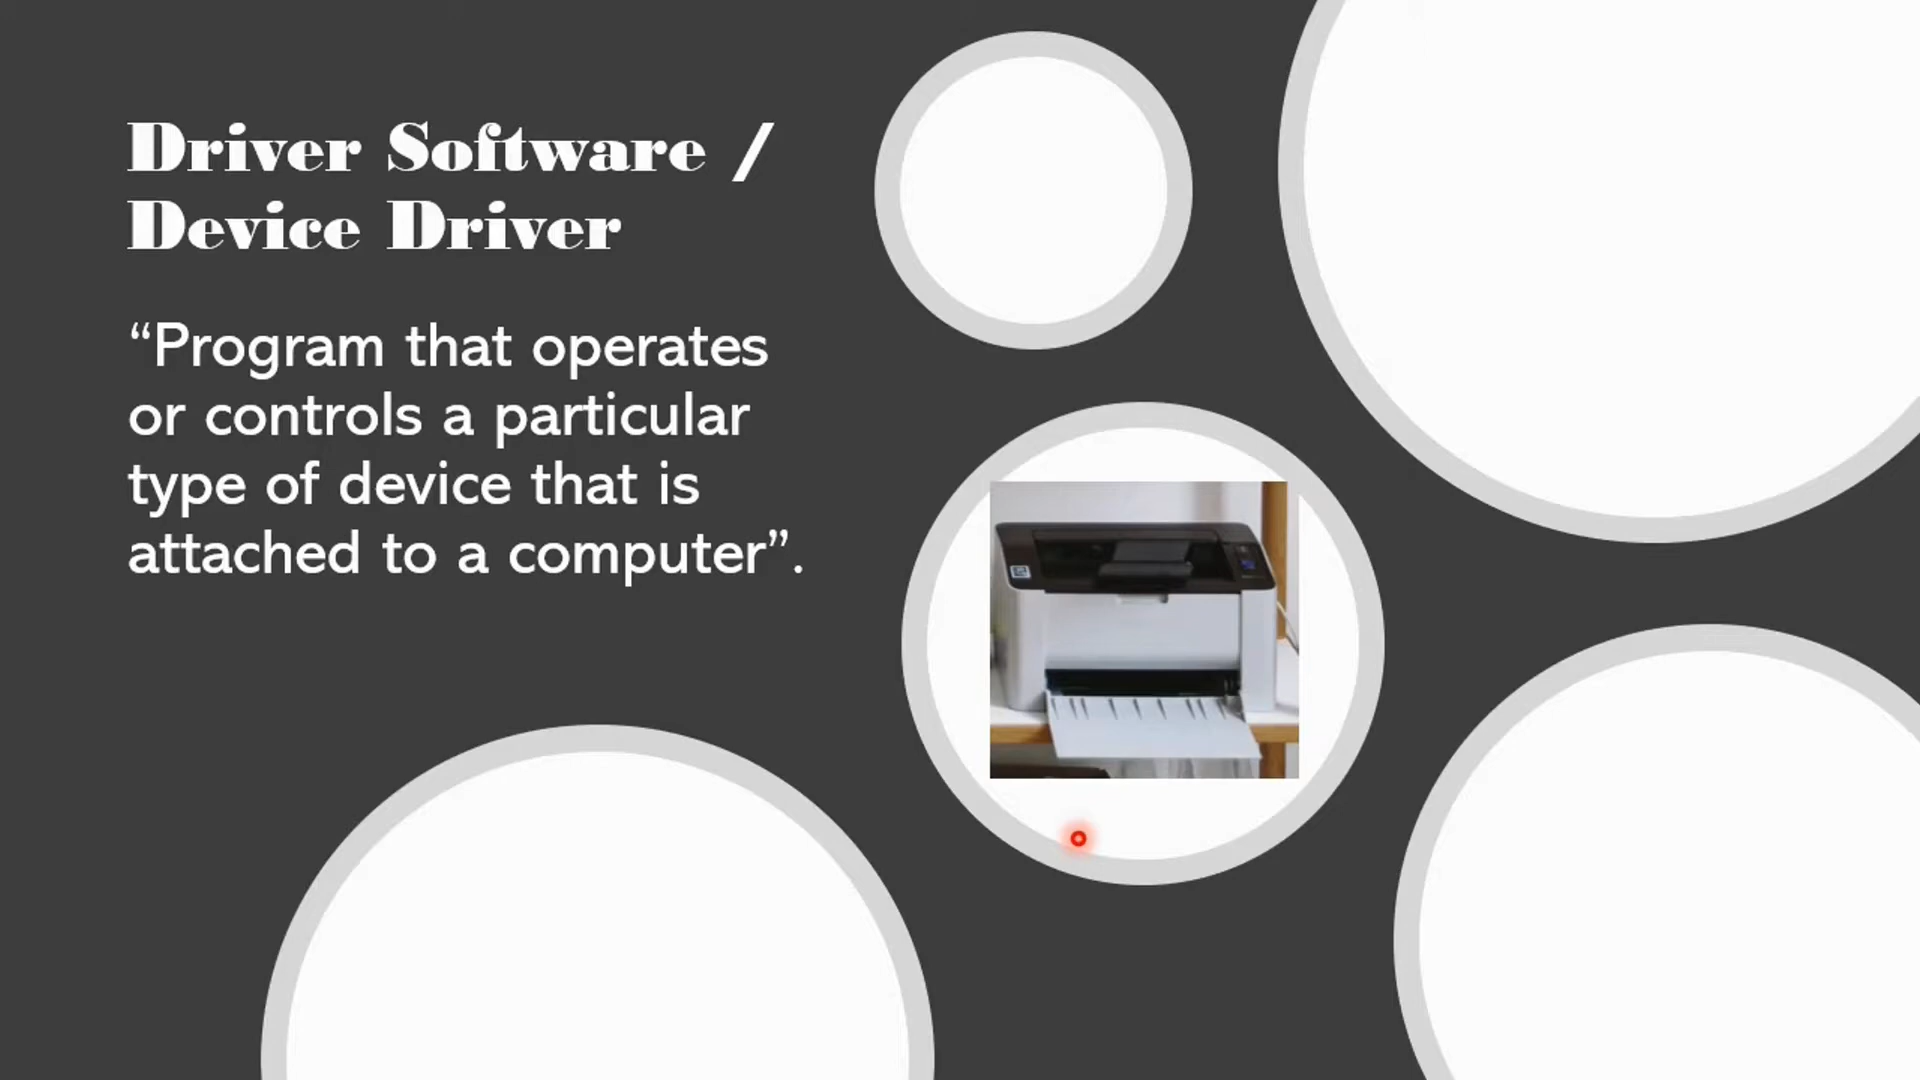 Driver Software /
Device Driver
“Program that operates
or controls a particular
type of device that is
attached to a computer”.